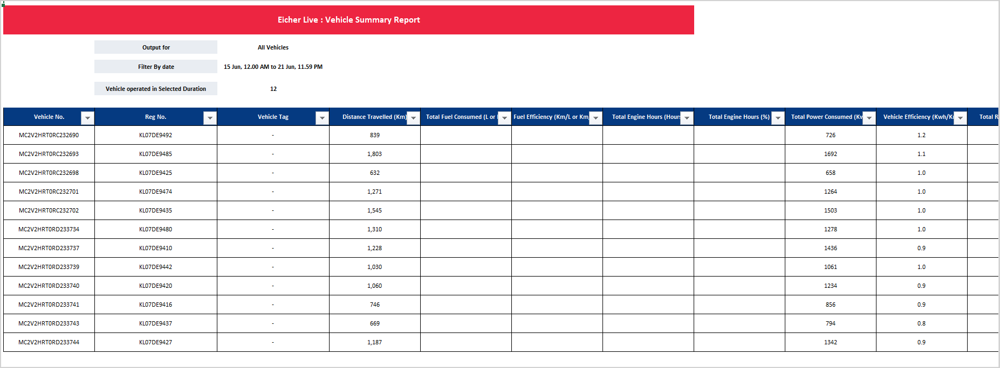 Eicher Live : Vehicle Summary Report
Output for All Vehicles
Filter By date 15 Jun, 12.00 AM to 21 Jun, 11.59 PM
Vehicle operated in Selected Duration 12
Vehicle No. Reg No. Vehicle Tag Distance Travelled (Km) Total Fuel Consumed (L or Fuel Efficiency (Km/L or Km, Total Engine Hours (Hours Total Engine Hours (%) Total Power Consumed (Kw Vehicle Efficiency (Kwh/K Total R
MC2V2HRT0RC232690 KL07DE9492 - 839 726 1.2
MC2V2HRT0RC232693 KL07DE9485 - 1,803 1692 1.1
MC2V2HRT0RC232698 KL07DE9425 - 632 658 1.0
MC2V2HRT0RC232701 KL07DE9474 - 1,271 1264 1.0
MC2V2HRT0RC232702 KL07DE9435 - 1,545 1503 1.0
MC2V2HRT0RD233734 KL07DE9480 - 1,310 1278 1.0
MC2V2HRT0RD233737 KL07DE9410 - 1,228 1436 0.9
MC2V2HRT0RD233739 KL07DE9442 - 1,030 1061 1.0
MC2V2HRT0RD233740 KL07DE9420 - 1,060 1234 0.9
MC2V2HRT0RD233741 KL07DE9416 - 746 856 0.9
MC2V2HRT0RD233743 KL07DE9437 - 669 794 0.8
MC2V2HRT0RD233744 KL07DE9427 - 1,187 1342 0.9